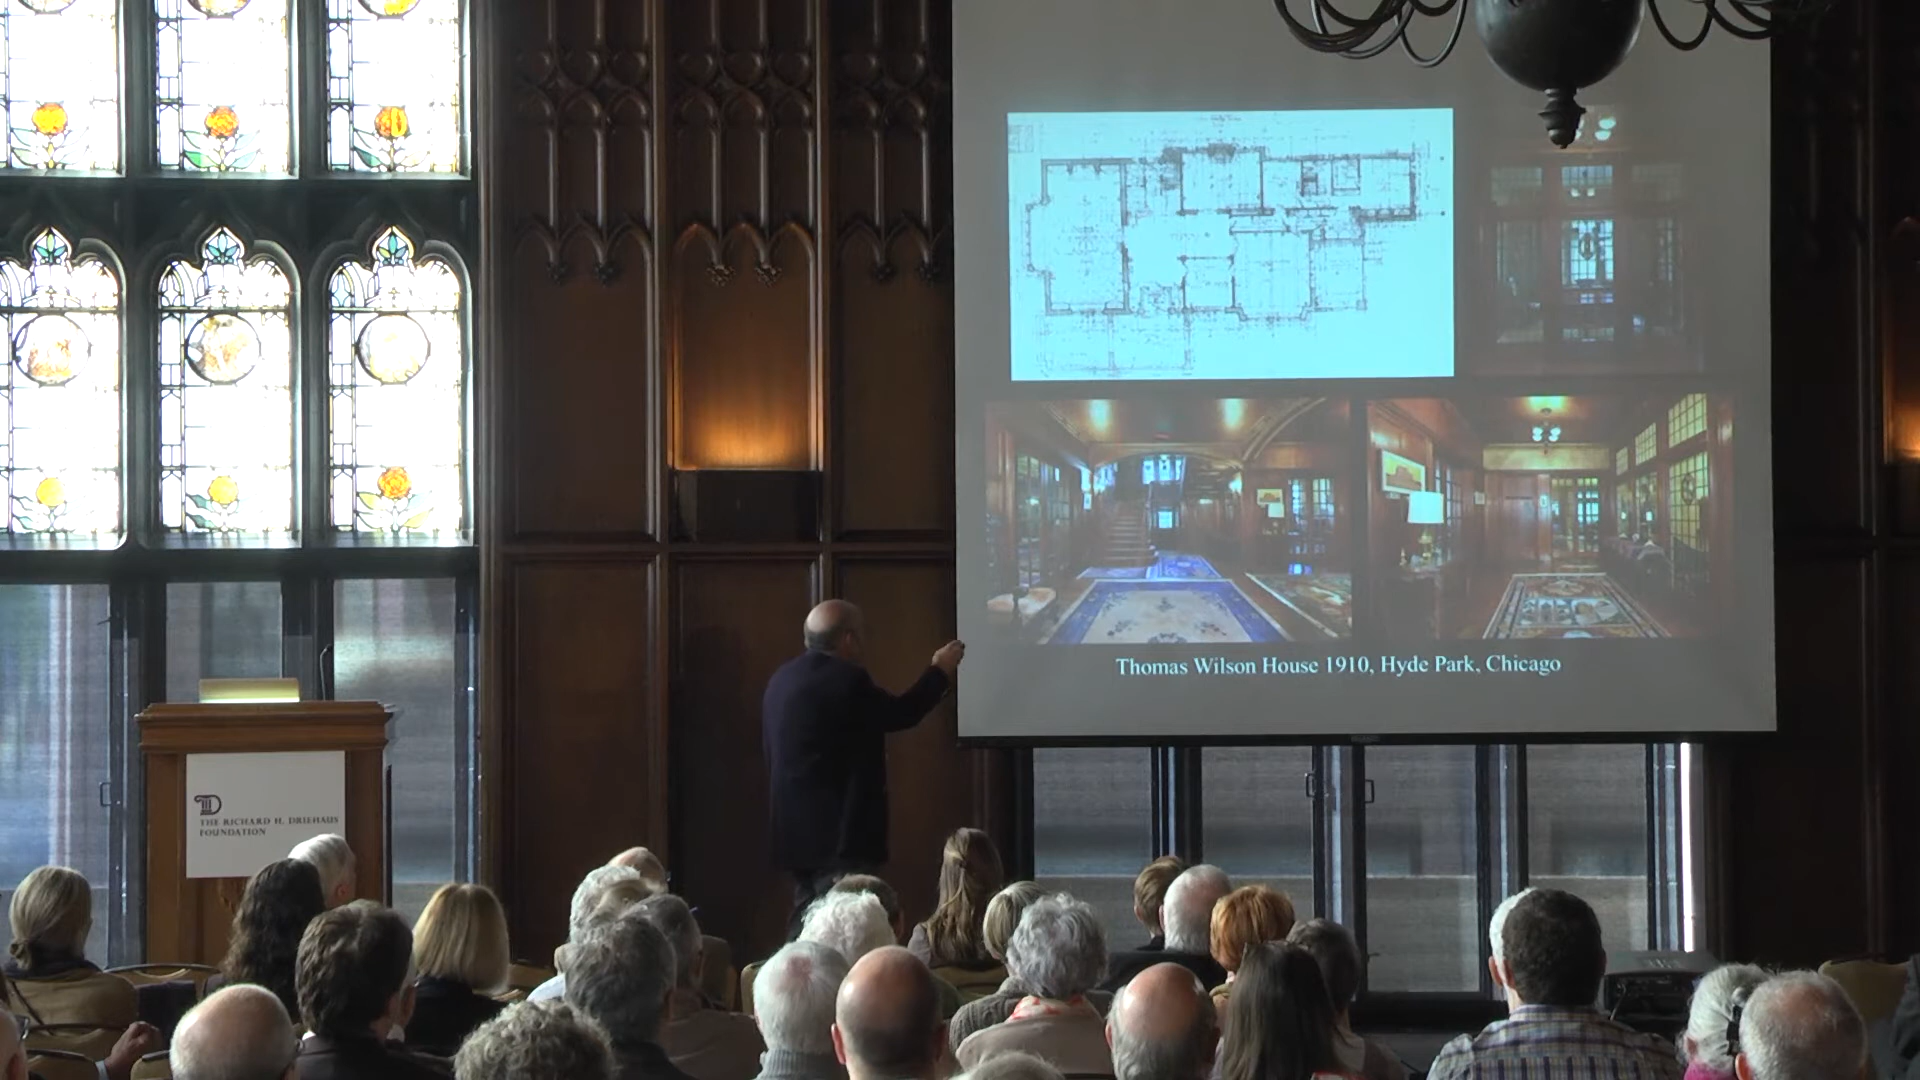 Thomas Wilson House 1910, Hyde Park, Chicago
THE RICHARD H. DRIEHAUS
FOUNDATION